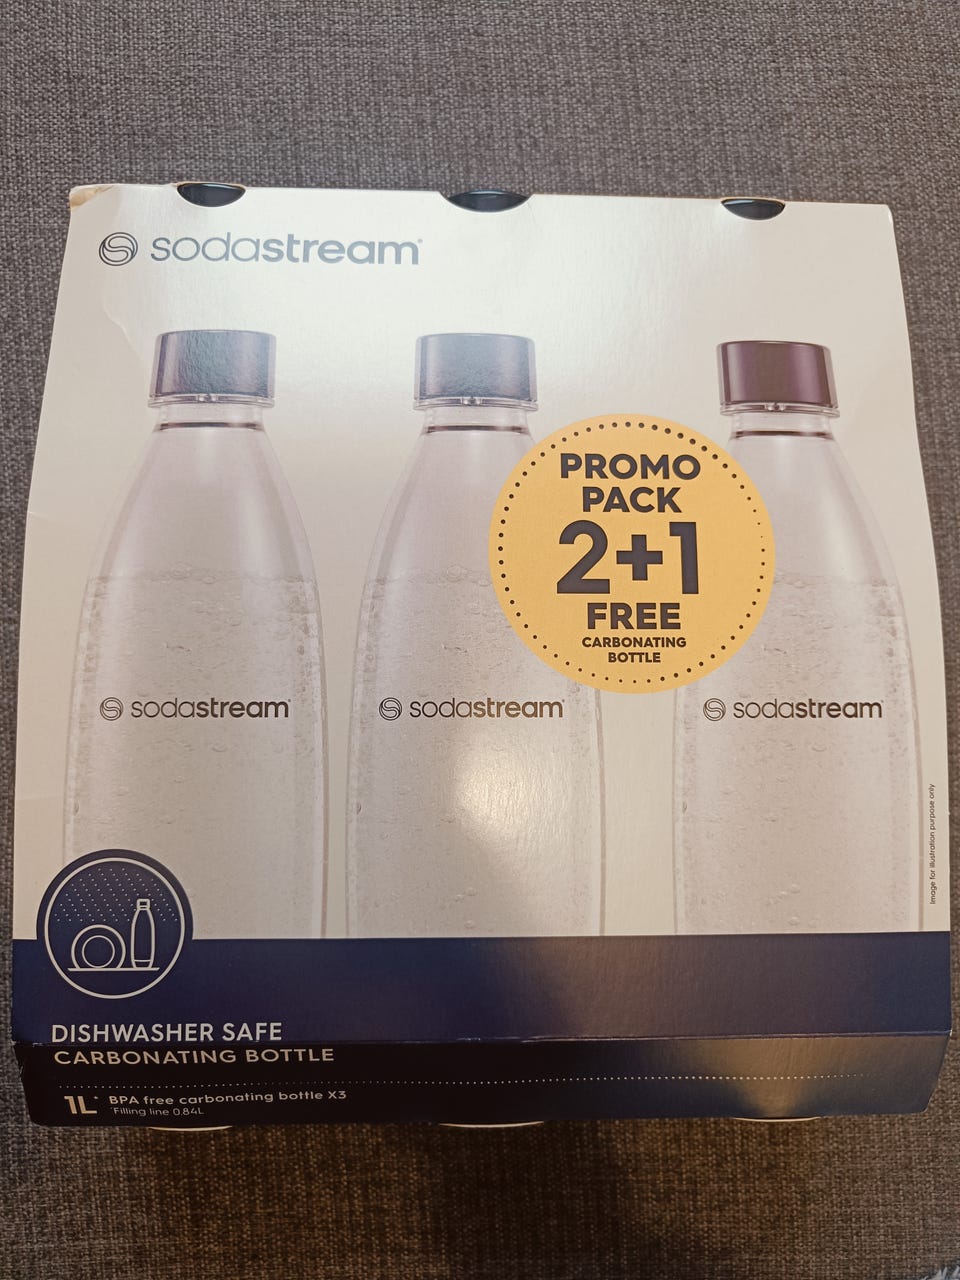 sodastream®
PROMO
PACK
2+1
FREE
CARBONATING
BOTTLE
sodastream®
sodastream®
sodastream®
Image for illustration purpose only
DISHWASHER SAFE
CARBONATING BOTTLE
1L* BPA free carbonating bottle X3
*Filling line 0.84L